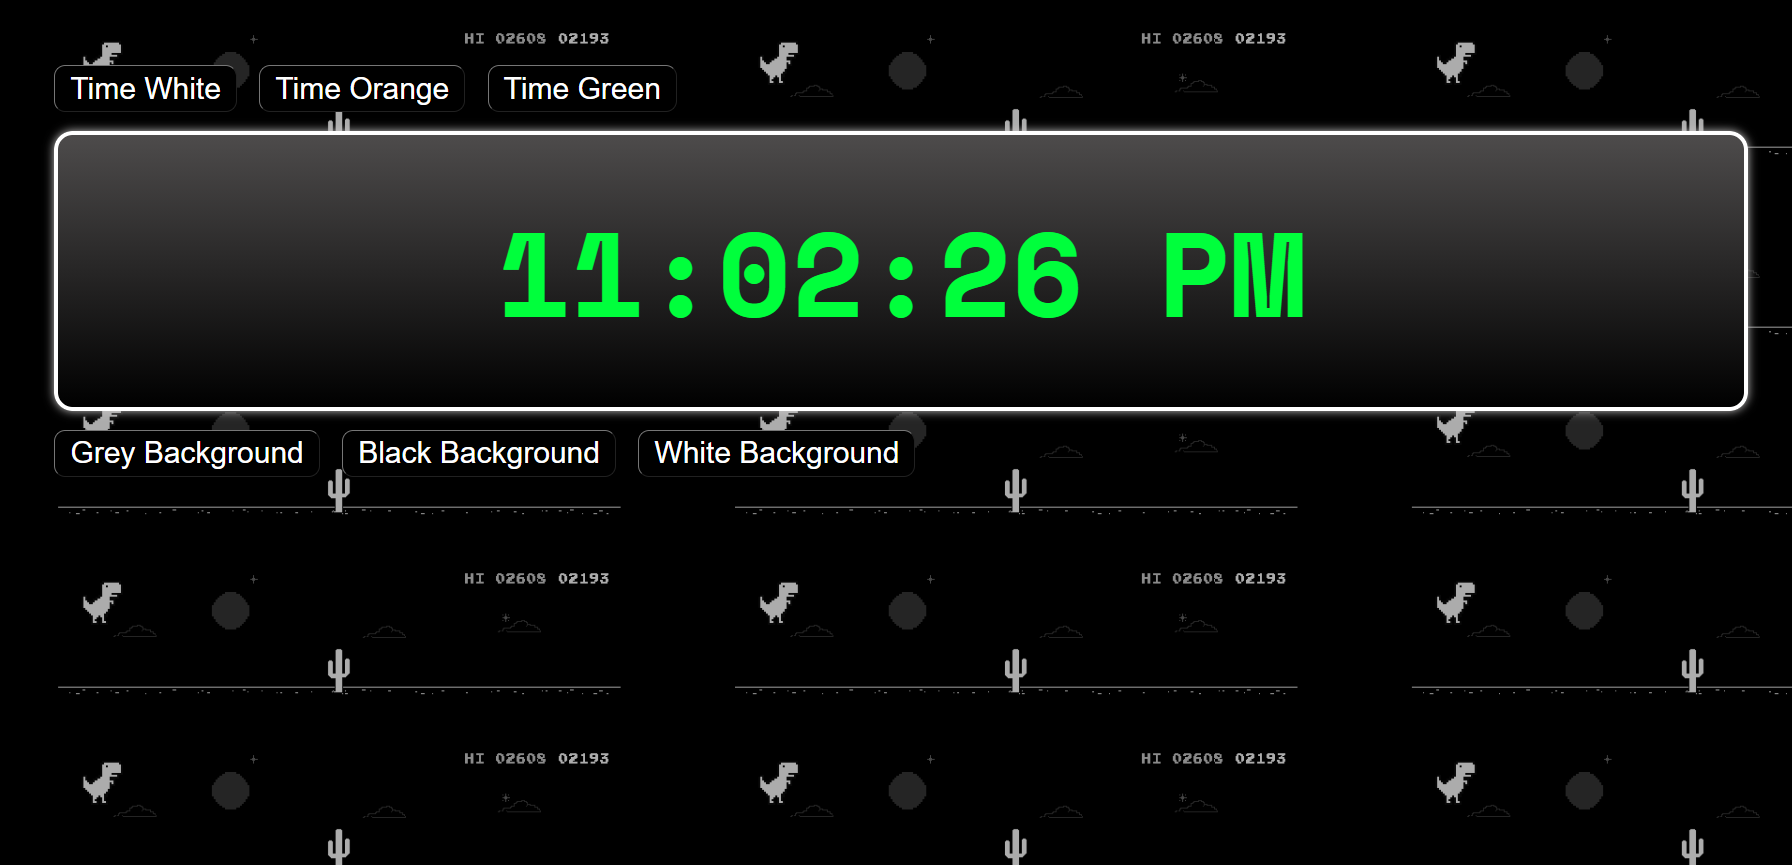 HI 02608 02193 HI 02608 02193
Time White Time Orange Time Green
11:02:26 PM
Grey Background Black Background White Background
HI 02608 02193 HI 02608 02193
HI 02608 02193 HI 02608 02193